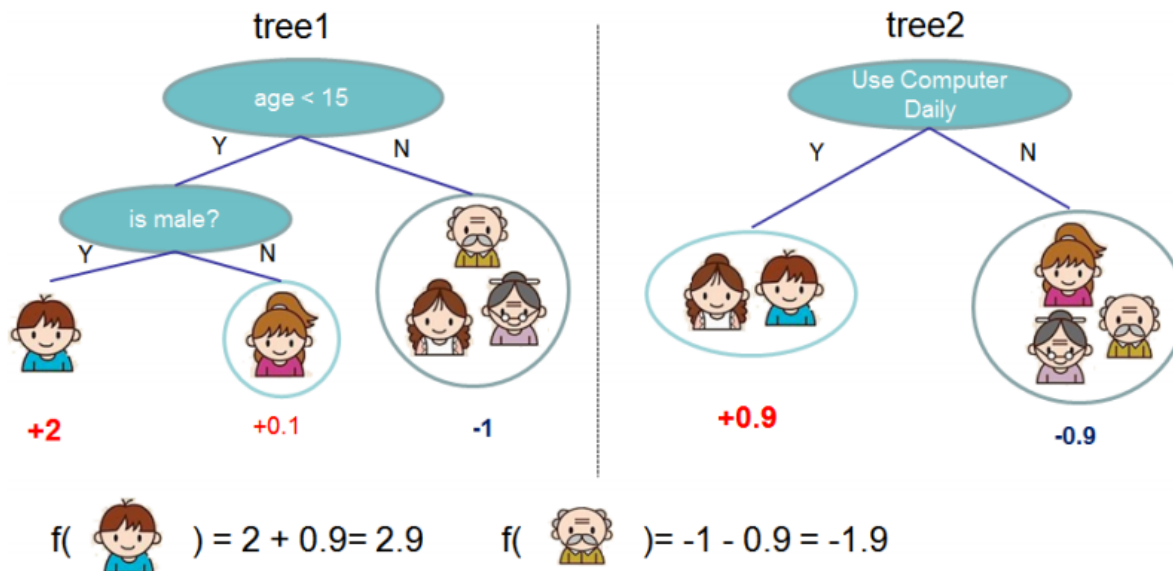 tree1
age < 15
Y
N
is male?
Y
N
+2
+0.1
-1
tree2
Use Computer
Daily
Y
N
+0.9
-0.9
f( ) = 2 + 0.9= 2.9
f( )= -1 - 0.9 = -1.9